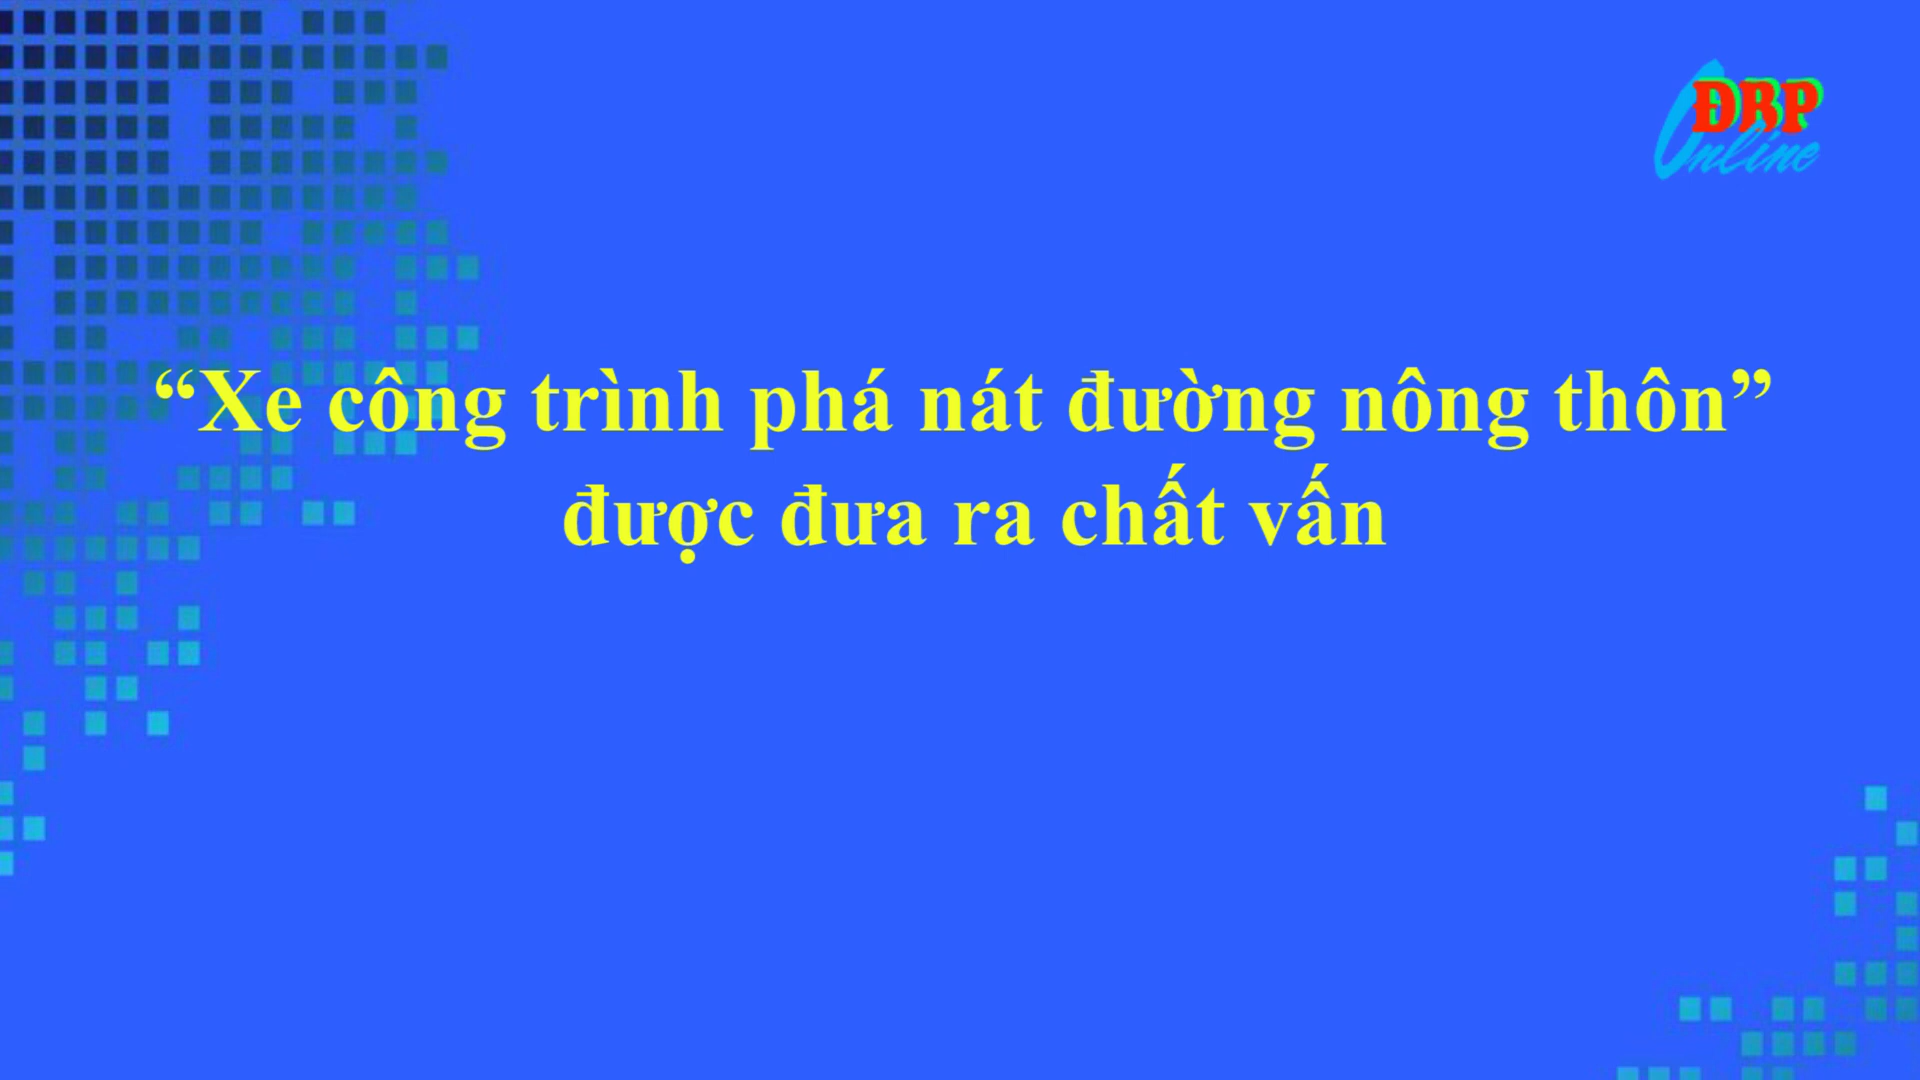 ĐBP
Online
“Xe công trình phá nát đường nông thôn”
được đưa ra chất vấn